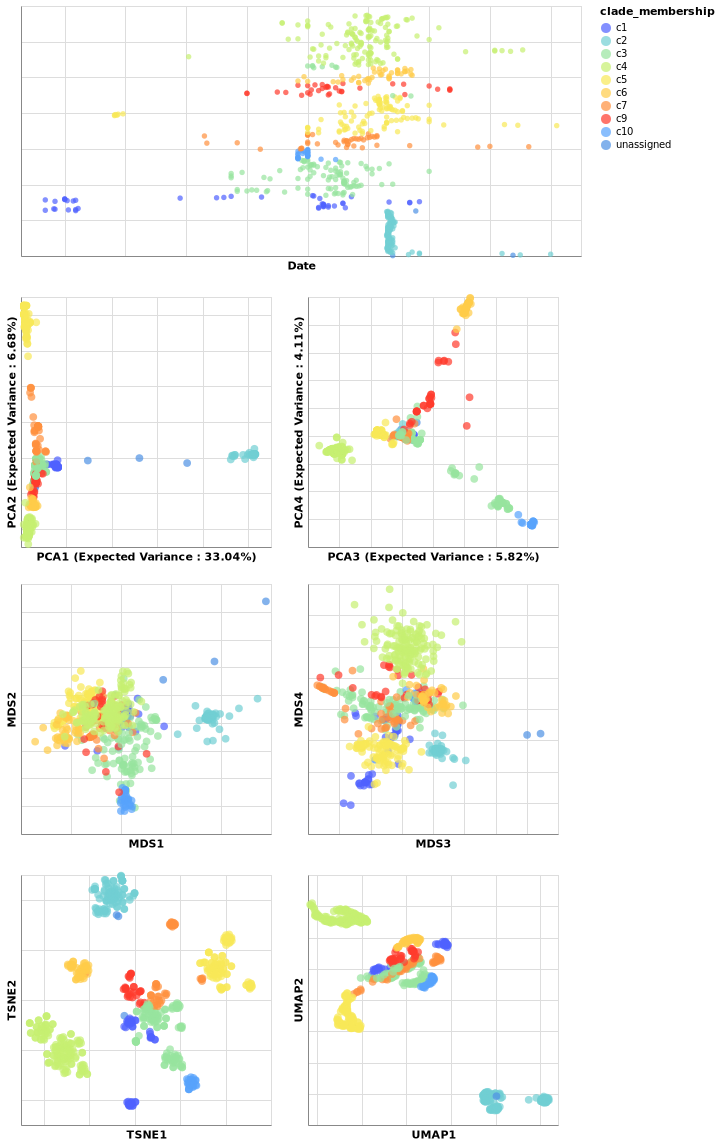 clade_membership
c1
c2
c3
c4
c5
c6
c7
c9
c10
unassigned
Date
PCA2 (Expected Variance : 6.68%)
PCA1 (Expected Variance : 33.04%)
PCA4 (Expected Variance : 4.11%)
PCA3 (Expected Variance : 5.82%)
MDS2
MDS1
MDS4
MDS3
TSNE2
TSNE1
UMAP2
UMAP1